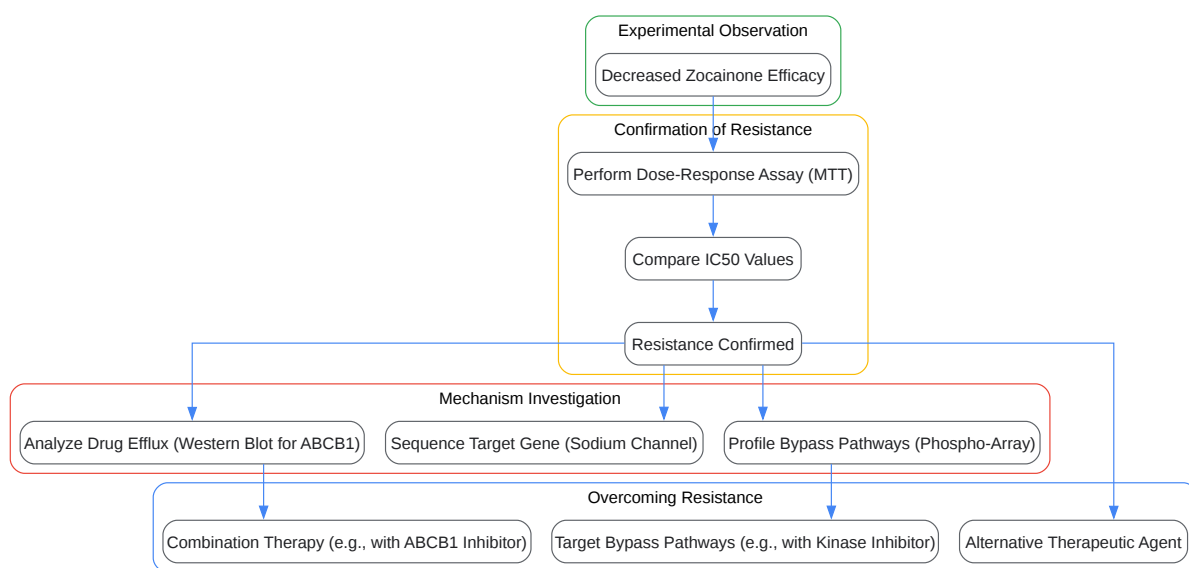 Experimental Observation
Decreased Zocainone Efficacy
Confirmation of Resistance
Perform Dose-Response Assay (MTT)
Compare IC50 Values
Resistance Confirmed
Mechanism Investigation
Analyze Drug Efflux (Western Blot for ABCB1)
Sequence Target Gene (Sodium Channel)
Profile Bypass Pathways (Phospho-Array)
Overcoming Resistance
Combination Therapy (e.g., with ABCB1 Inhibitor)
Target Bypass Pathways (e.g., with Kinase Inhibitor)
Alternative Therapeutic Agent